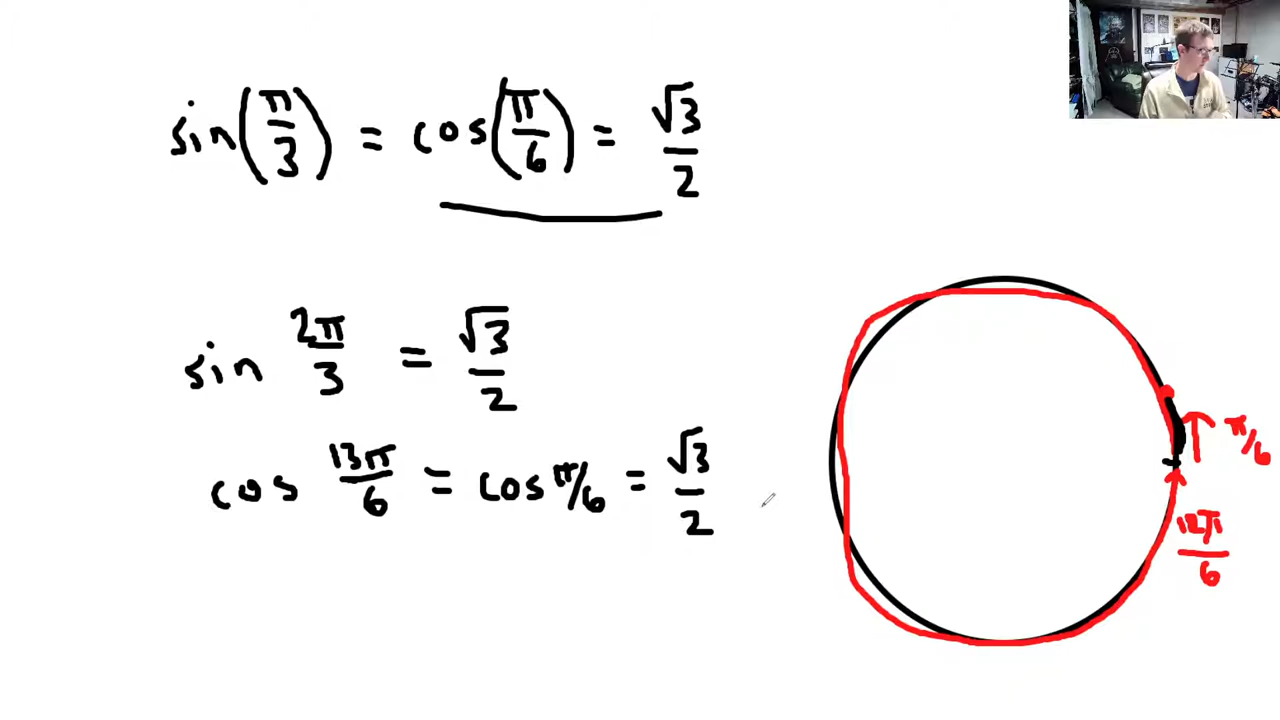 sin(π/3) = cos(π/6) = √3/2
sin 2π/3 = √3/2
cos 13π/6 = cos π/6 = √3/2
π/6
12π/6